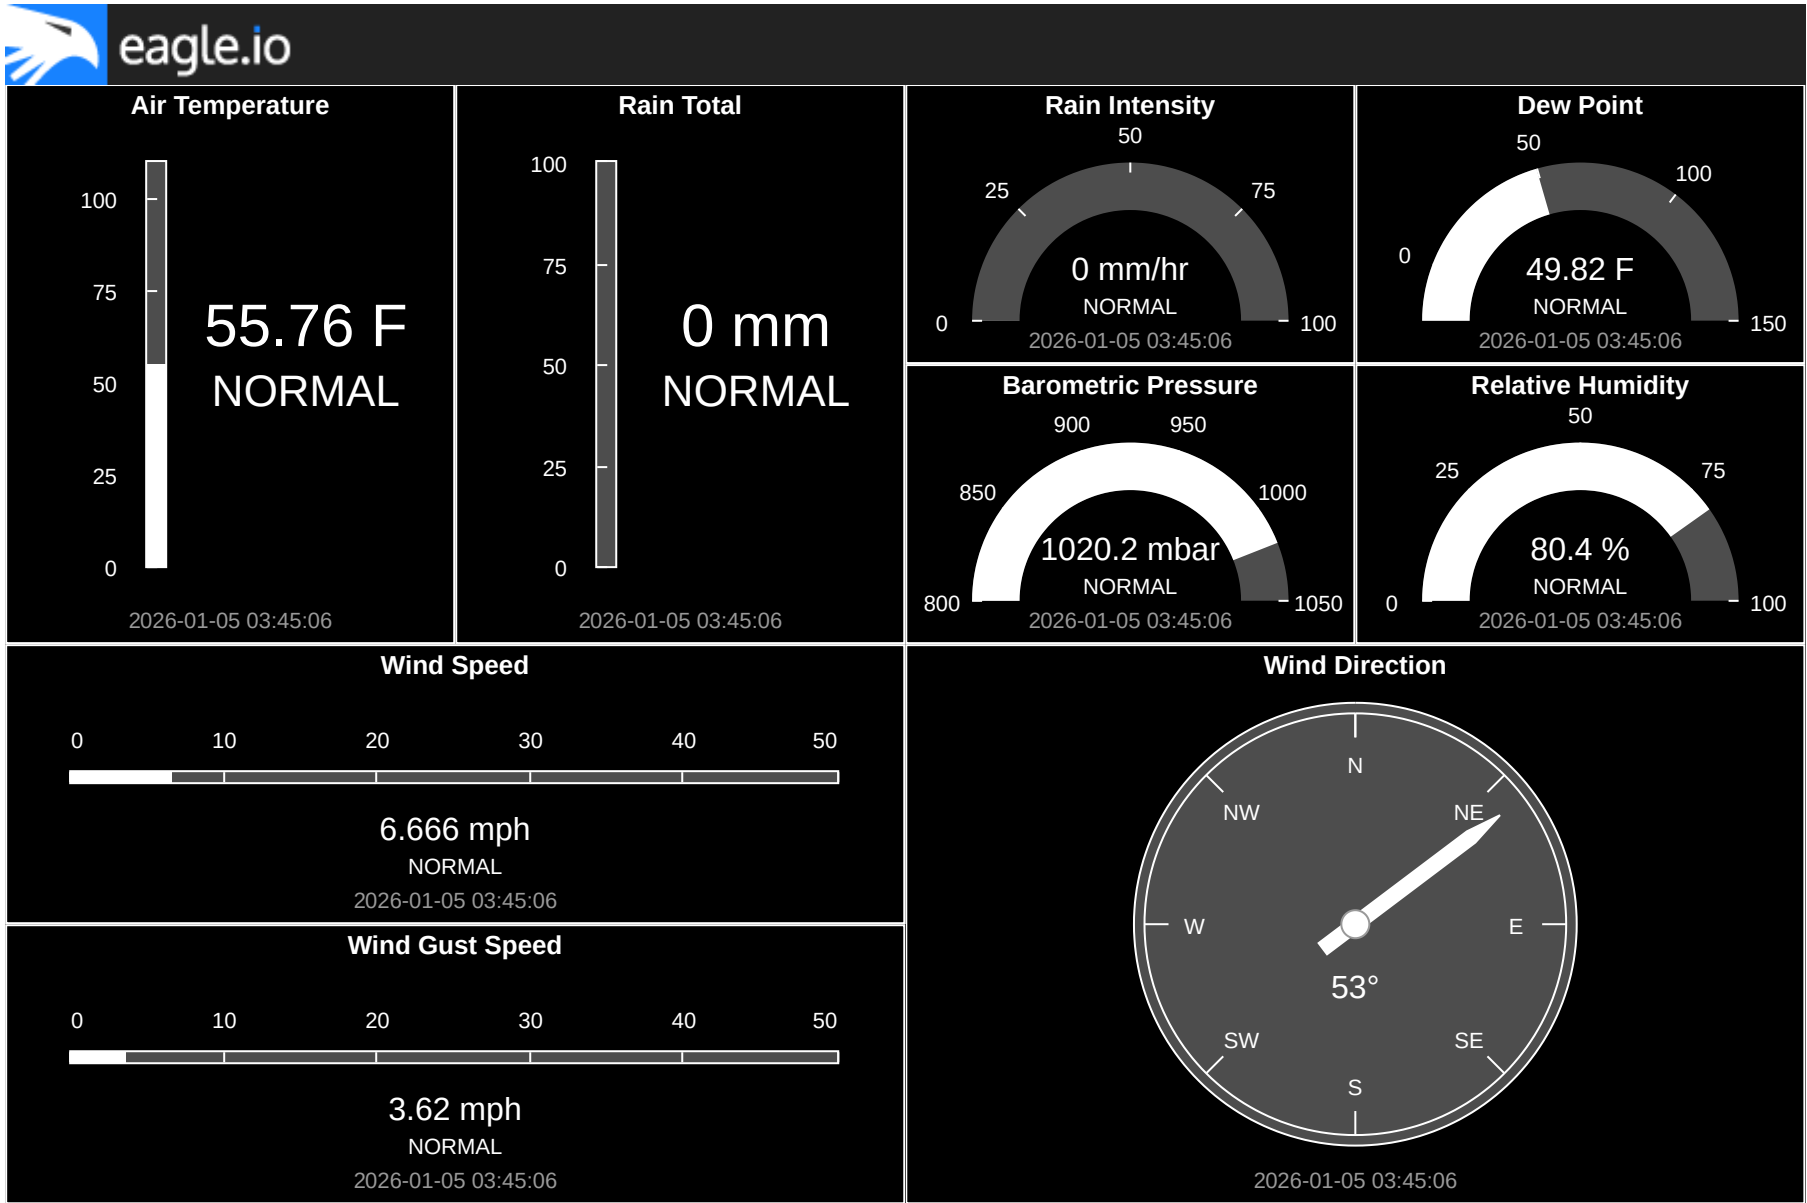 eagle.io
Air Temperature
100
75
50
25
0
55.76 F
NORMAL
2026-01-05 03:45:06
Rain Total
100
75
50
25
0
0 mm
NORMAL
2026-01-05 03:45:06
Rain Intensity
50
25
75
0
100
0 mm/hr
NORMAL
2026-01-05 03:45:06
Dew Point
50
100
0
150
49.82 F
NORMAL
2026-01-05 03:45:06
Barometric Pressure
900
950
850
1000
800
1050
1020.2 mbar
NORMAL
2026-01-05 03:45:06
Relative Humidity
50
25
75
0
100
80.4 %
NORMAL
2026-01-05 03:45:06
Wind Speed
0 10 20 30 40 50
6.666 mph
NORMAL
2026-01-05 03:45:06
Wind Gust Speed
0 10 20 30 40 50
3.62 mph
NORMAL
2026-01-05 03:45:06
Wind Direction
N
NW NE
W E
53°
SW SE
S
2026-01-05 03:45:06